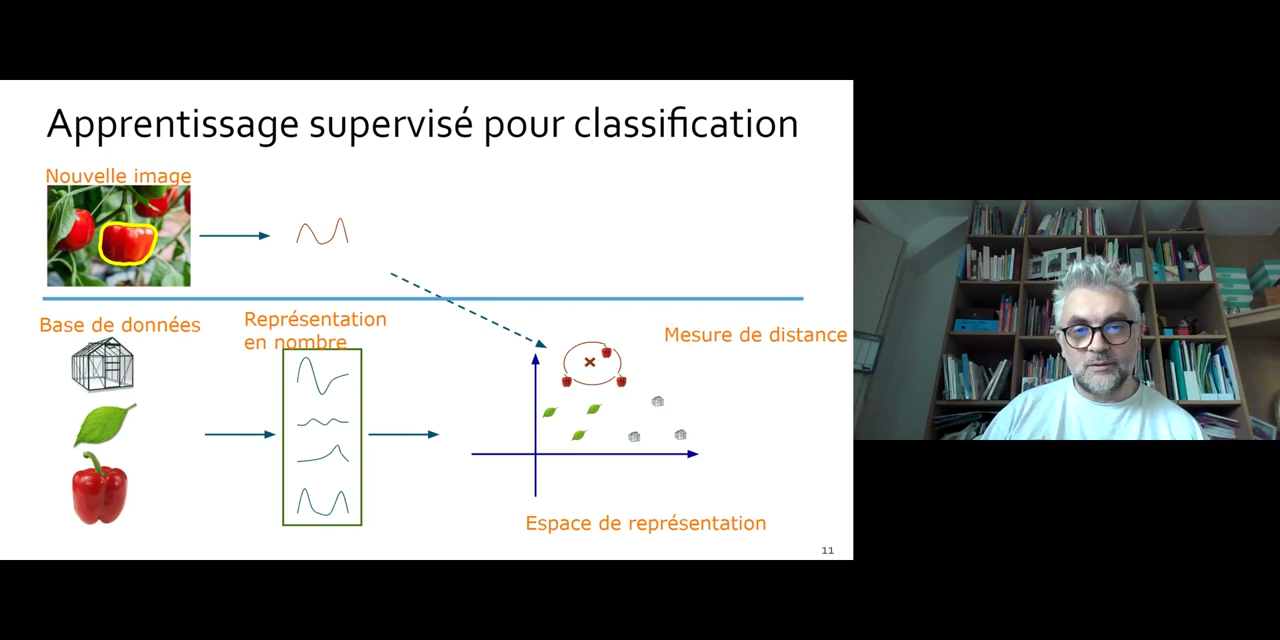 Apprentissage supervisé pour classification
Nouvelle image
Base de données
Représentation
en nombre
Mesure de distance
Espace de représentation
11